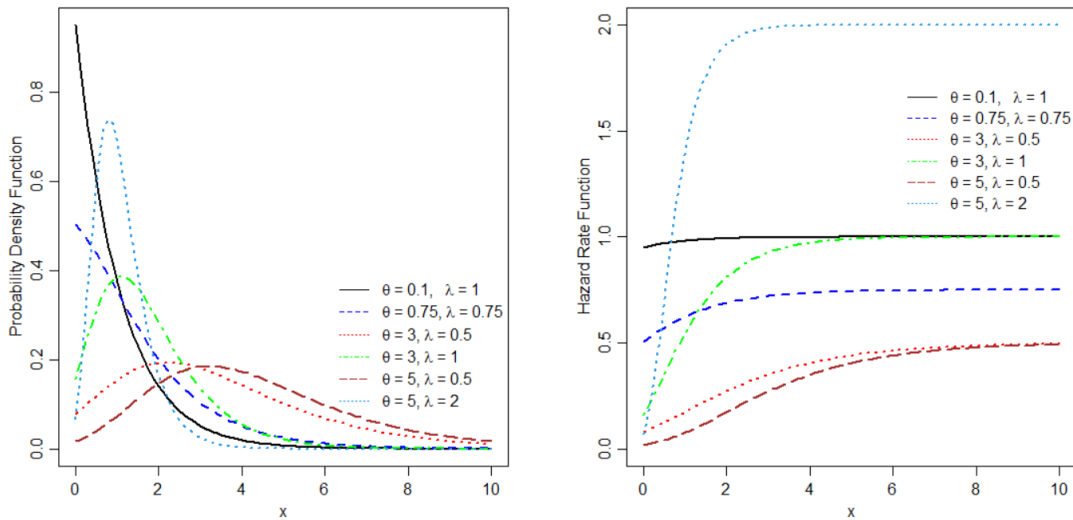 Probability Density Function
0.8
0.6
0.4
0.2
0.0
θ = 0.1, λ = 1
θ = 0.75, λ = 0.75
θ = 3, λ = 0.5
θ = 3, λ = 1
θ = 5, λ = 0.5
θ = 5, λ = 2
0 2 4 6 8 10
x
Hazard Rate Function
2.0
1.5
1.0
0.5
0.0
θ = 0.1, λ = 1
θ = 0.75, λ = 0.75
θ = 3, λ = 0.5
θ = 3, λ = 1
θ = 5, λ = 0.5
θ = 5, λ = 2
0 2 4 6 8 10
x